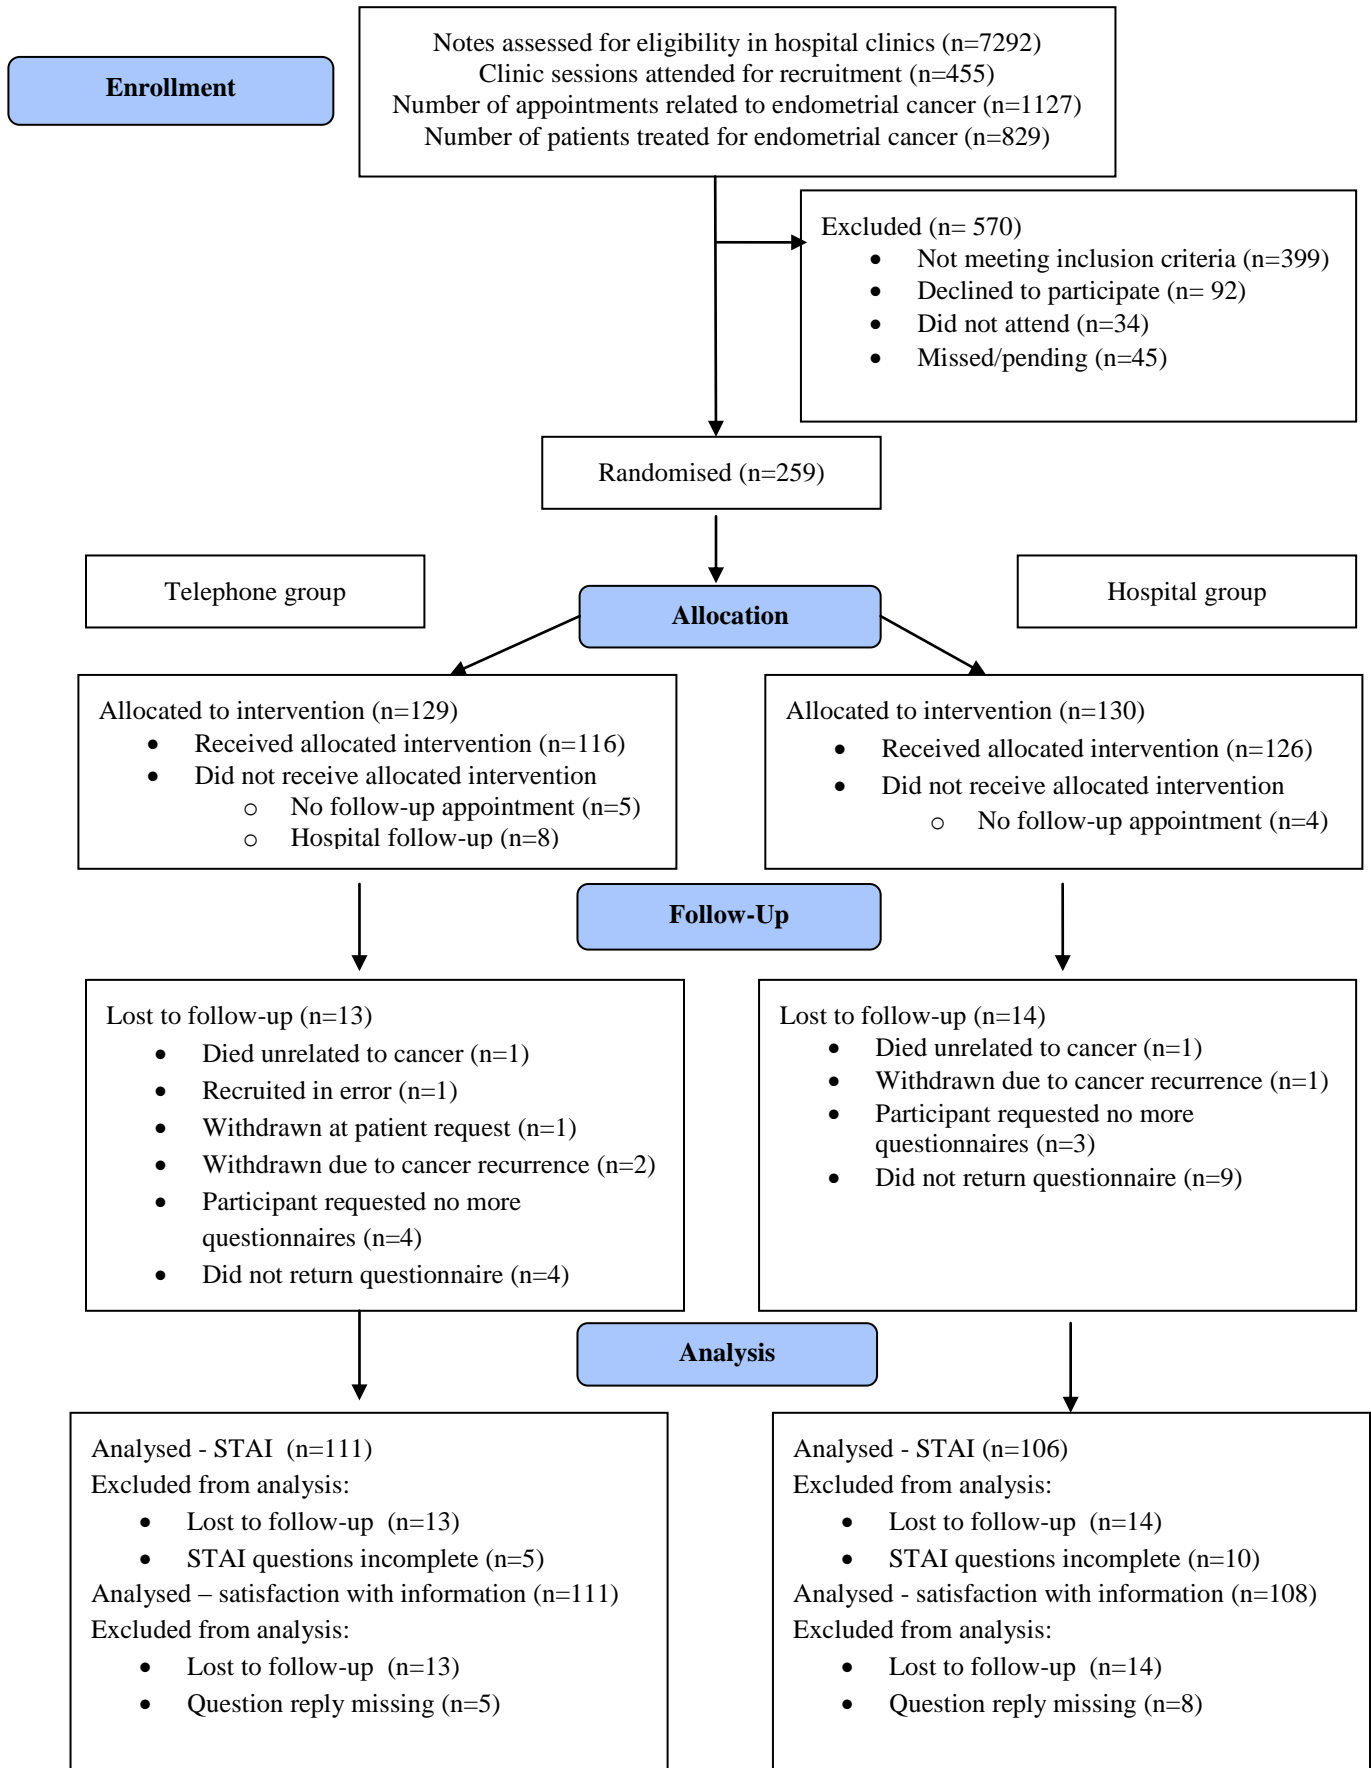 Notes assessed for eligibility in hospital clinics (n=7292)
Clinic sessions attended for recruitment (n=455)
Number of appointments related to endometrial cancer (n=1127)
Number of patients treated for endometrial cancer (n=829)
Enrollment
Excluded (n= 570)
• Not meeting inclusion criteria (n=399)
• Declined to participate (n= 92)
• Did not attend (n=34)
• Missed/pending (n=45)
Randomised (n=259)
Telephone group
Hospital group
Allocation
Allocated to intervention (n=129)
• Received allocated intervention (n=116)
• Did not receive allocated intervention
o No follow-up appointment (n=5)
o Hospital follow-up (n=8)
Allocated to intervention (n=130)
• Received allocated intervention (n=126)
• Did not receive allocated intervention
o No follow-up appointment (n=4)
Follow-Up
Lost to follow-up (n=13)
• Died unrelated to cancer (n=1)
• Recruited in error (n=1)
• Withdrawn at patient request (n=1)
• Withdrawn due to cancer recurrence (n=2)
• Participant requested no more
questionnaires (n=4)
• Did not return questionnaire (n=4)
Lost to follow-up (n=14)
• Died unrelated to cancer (n=1)
• Withdrawn due to cancer recurrence (n=1)
• Participant requested no more
questionnaires (n=3)
• Did not return questionnaire (n=9)
Analysis
Analysed - STAI (n=111)
Excluded from analysis:
• Lost to follow-up (n=13)
• STAI questions incomplete (n=5)
Analysed – satisfaction with information (n=111)
Excluded from analysis:
• Lost to follow-up (n=13)
• Question reply missing (n=5)
Analysed - STAI (n=106)
Excluded from analysis:
• Lost to follow-up (n=14)
• STAI questions incomplete (n=10)
Analysed - satisfaction with information (n=108)
Excluded from analysis:
• Lost to follow-up (n=14)
• Question reply missing (n=8)